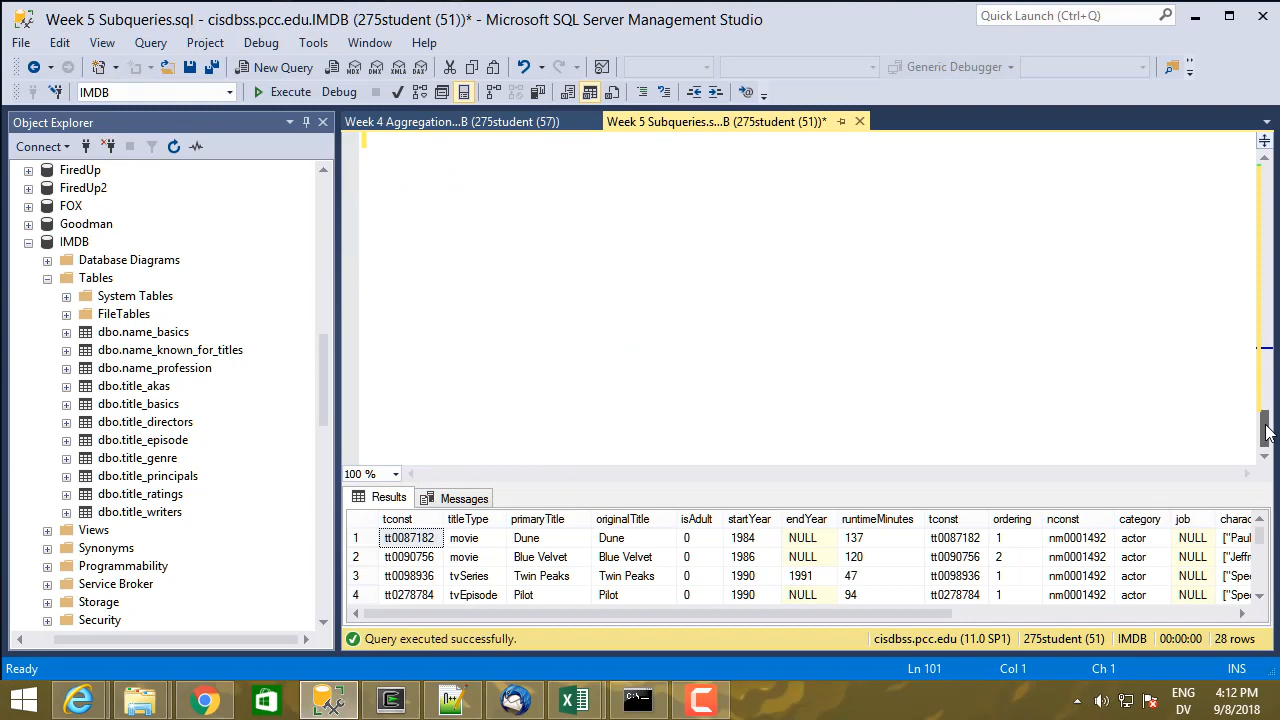 Week 5 Subqueries.sql - cisdbss.pcc.edu.IMDB (275student (51))* - Microsoft SQL Server Management Studio
Quick Launch (Ctrl+Q)
File Edit View Query Project Debug Tools Window Help
New Query MDX DMX XMLA DAX Generic Debugger
IMDB Execute Debug
Object Explorer
Week 4 Aggregation...B (275student (57)) Week 5 Subqueries.s...B (275student (51))*
Connect
FiredUp
FiredUp2
FOX
Goodman
IMDB
Database Diagrams
Tables
System Tables
FileTables
dbo.name_basics
dbo.name_known_for_titles
dbo.name_profession
dbo.title_akas
dbo.title_basics
dbo.title_directors
dbo.title_episode
dbo.title_genre
dbo.title_principals
dbo.title_ratings
dbo.title_writers
Views
Synonyms
Programmability
Service Broker
Storage
Security
100 %
Results Messages
tconst titleType primaryTitle originalTitle isAdult startYear endYear runtimeMinutes tconst ordering nconst category job charac
1 tt0087182 movie Dune Dune 0 1984 NULL 137 tt0087182 1 nm0001492 actor NULL ["Paul
2 tt0090756 movie Blue Velvet Blue Velvet 0 1986 NULL 120 tt0090756 2 nm0001492 actor NULL ["Jeffr
3 tt0098936 tvSeries Twin Peaks Twin Peaks 0 1990 1991 47 tt0098936 1 nm0001492 actor NULL ["Spec
4 tt0278784 tvEpisode Pilot Pilot 0 1990 NULL 94 tt0278784 1 nm0001492 actor NULL ["Spec
Query executed successfully. cisdbss.pcc.edu (11.0 SP1) 275student (51) IMDB 00:00:00 28 rows
Ready Ln 101 Col 1 Ch 1 INS
ENG 4:12 PM
DV 9/8/2018